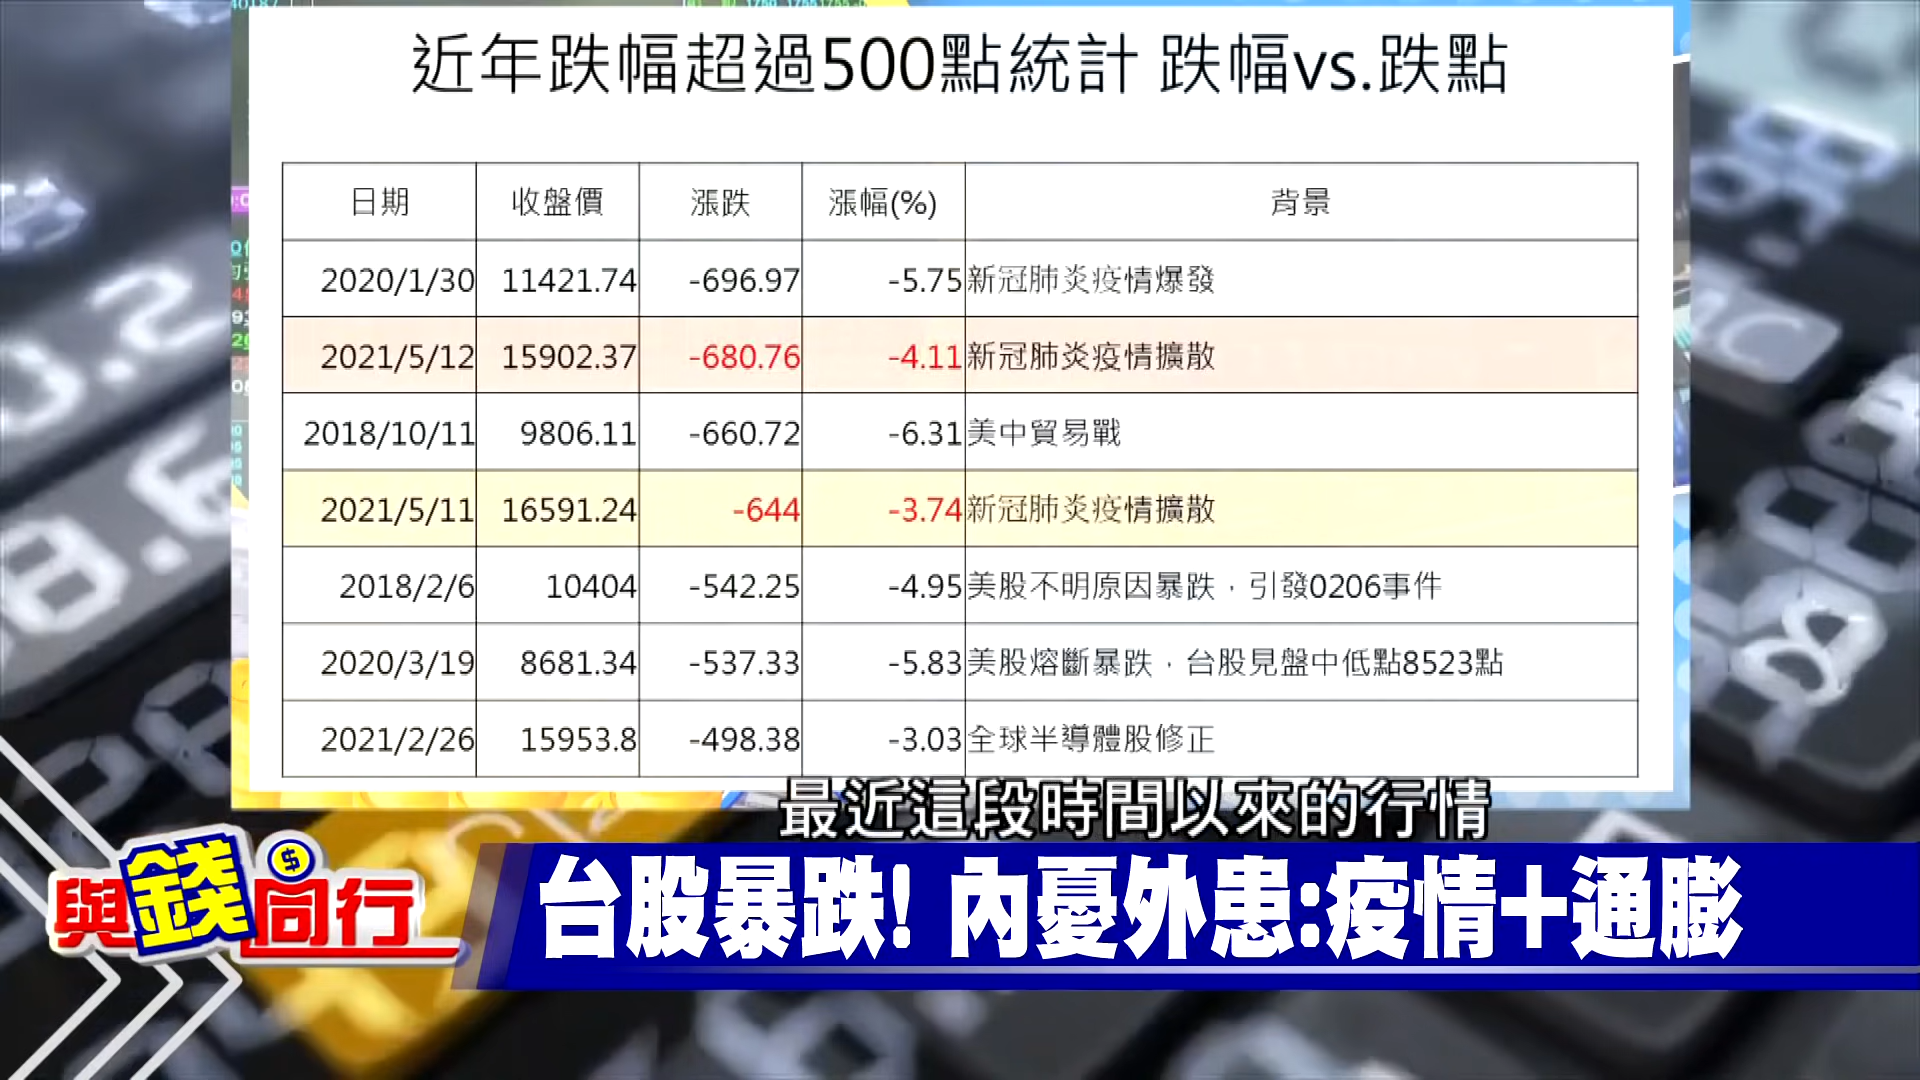 近年跌幅超過500點統計 跌幅vs.跌點
日期 收盤價 漲跌 漲幅(%) 背景
2020/1/30 11421.74 -696.97 -5.75 新冠肺炎疫情爆發
2021/5/12 15902.37 -680.76 -4.11 新冠肺炎疫情擴散
2018/10/11 9806.11 -660.72 -6.31 美中貿易戰
2021/5/11 16591.24 -644 -3.74 新冠肺炎疫情擴散
2018/2/6 10404 -542.25 -4.95 美股不明原因暴跌，引發0206事件
2020/3/19 8681.34 -537.33 -5.83 美股熔斷暴跌，台股見盤中低點8523點
2021/2/26 15953.8 -498.38 -3.03 全球半導體股修正
最近這段時間以來的行情
與錢同行
台股暴跌! 內憂外患:疫情+通膨